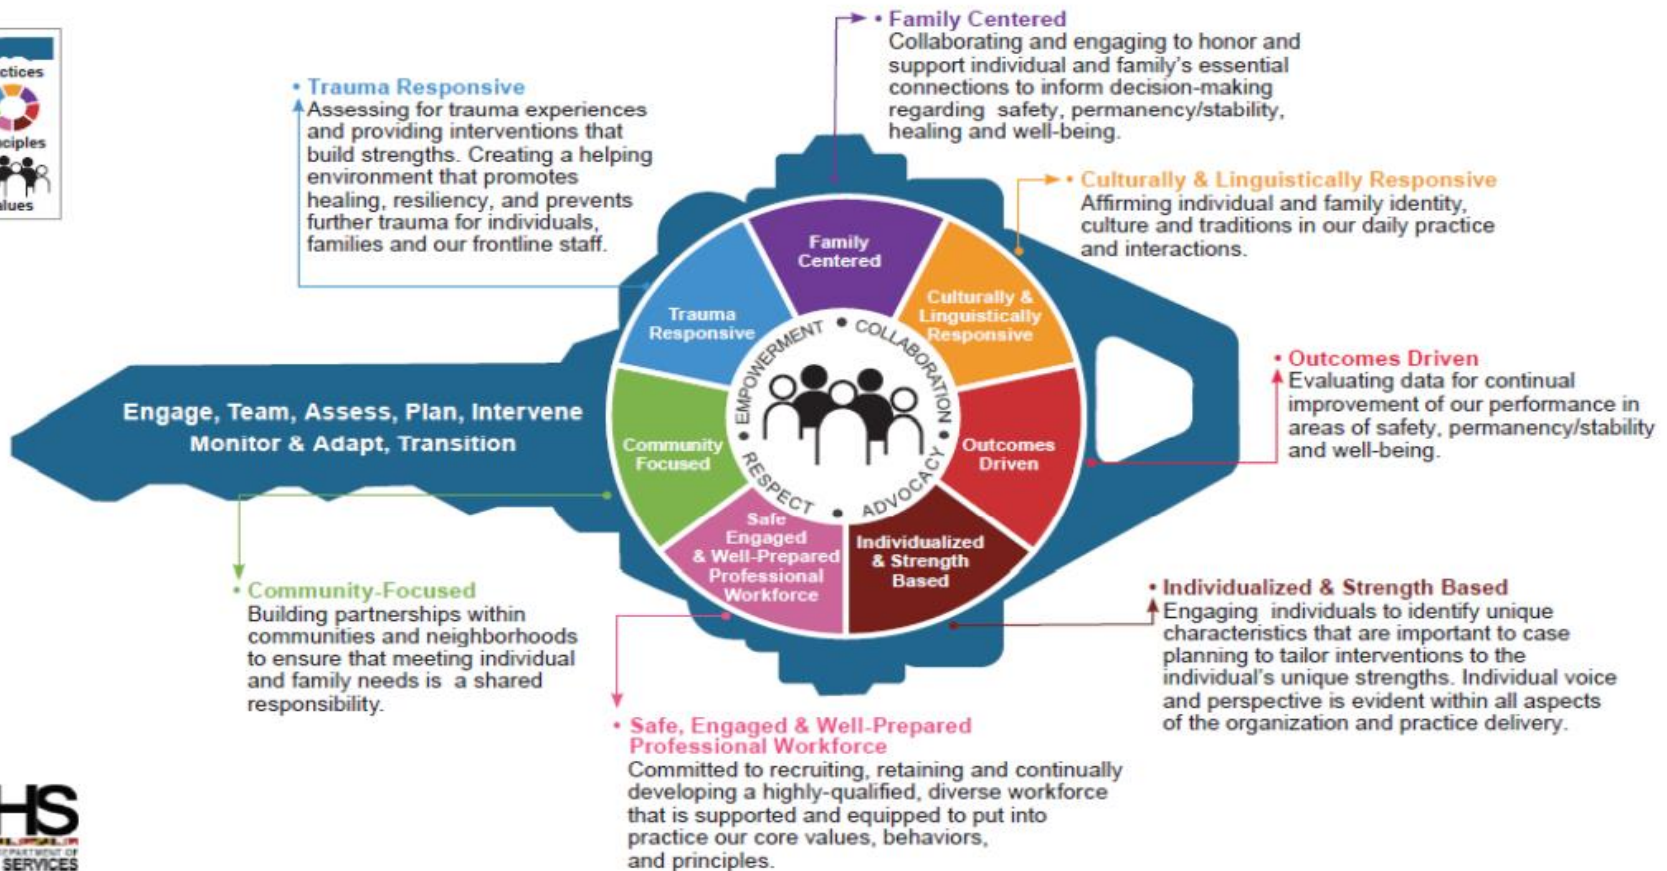 ctices
ciples
alues
• Trauma Responsive
Assessing for trauma experiences
and providing interventions that
build strengths. Creating a helping
environment that promotes
healing, resiliency, and prevents
further trauma for individuals,
families and our frontline staff.
• Family Centered
Collaborating and engaging to honor and
support individual and family's essential
connections to inform decision-making
regarding safety, permanency/stability,
healing and well-being.
• Culturally & Linguistically Responsive
Affirming individual and family identity,
culture and traditions in our daily practice
and interactions.
• Outcomes Driven
Evaluating data for continual
improvement of our performance in
areas of safety, permanency/stability
and well-being.
Engage, Team, Assess, Plan, Intervene
Monitor & Adapt, Transition
Family
Centered
Culturally &
Linguistically
Responsive
Outcomes
Driven
Individualized
& Strength
Based
Safe
Engaged
& Well-Prepared
Professional
Workforce
Community
Focused
Trauma
Responsive
EMPOWERMENT • COLLABORATION • ADVOCACY • RESPECT •
• Community-Focused
Building partnerships within
communities and neighborhoods
to ensure that meeting individual
and family needs is a shared
responsibility.
• Safe, Engaged & Well-Prepared
Professional Workforce
Committed to recruiting, retaining and continually
developing a highly-qualified, diverse workforce
that is supported and equipped to put into
practice our core values, behaviors,
and principles.
• Individualized & Strength Based
Engaging individuals to identify unique
characteristics that are important to case
planning to tailor interventions to the
individual's unique strengths. Individual voice
and perspective is evident within all aspects
of the organization and practice delivery.
HS
DEPARTMENT OF
SERVICES